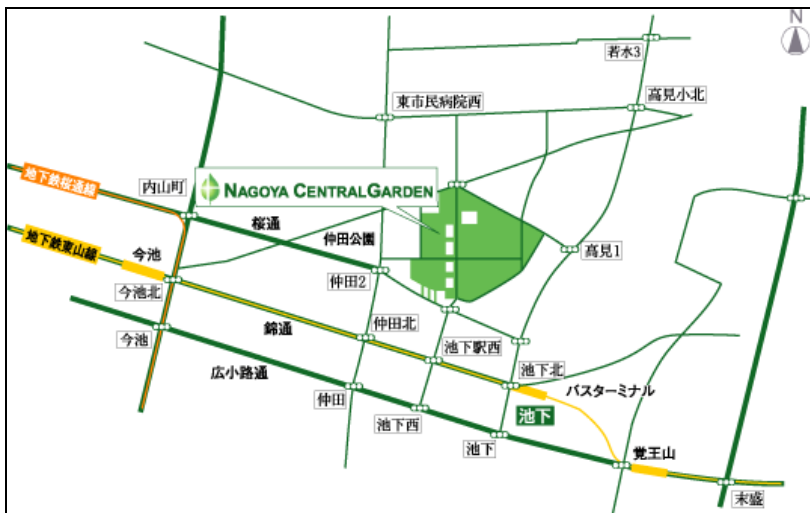 N
若水3
東市民病院西
高見小北
地下鉄桜通線
内山町
NAGOYA CENTRALGARDEN
桜通
仲田公園
地下鉄東山線
今池
高見1
仲田2
今池北
錦通
仲田北
今池
池下駅西
広小路通
池下北
バスターミナル
仲田
池下西
池下
池下
覚王山
末盛